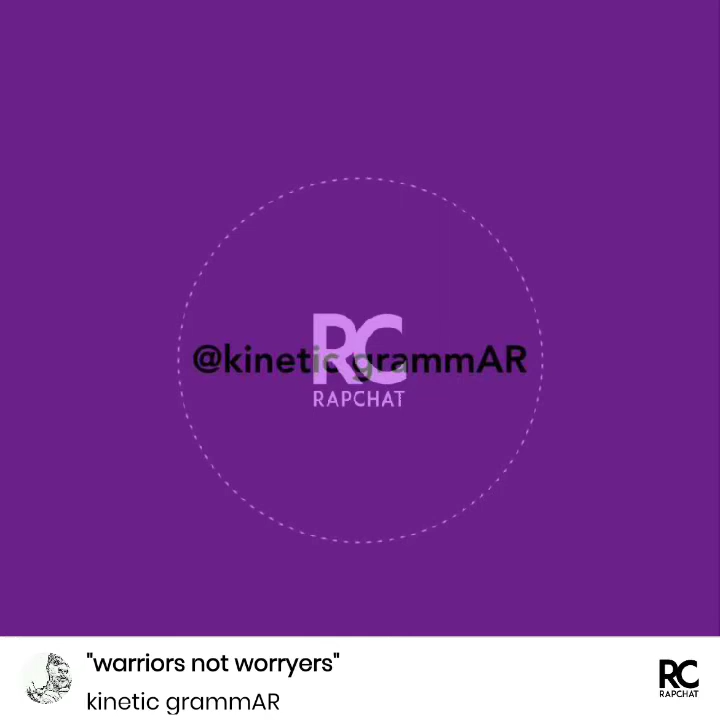 @kinetic grammAR
RC
RAPCHAT
"warriors not worryers"
kinetic grammAR
RC
RAPCHAT